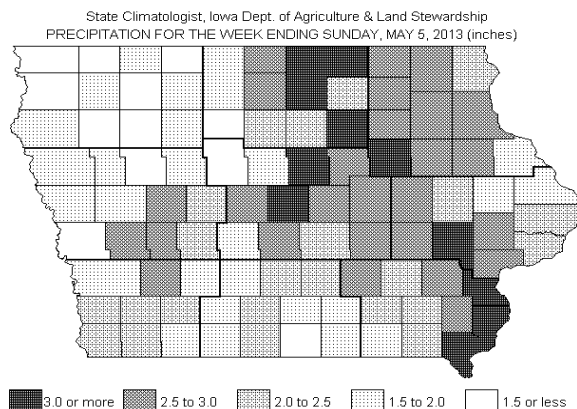 State Climatologist, Iowa Dept. of Agriculture & Land Stewardship
PRECIPITATION FOR THE WEEK ENDING SUNDAY, MAY 5, 2013 (inches)
3.0 or more 2.5 to 3.0 2.0 to 2.5 1.5 to 2.0 1.5 or less